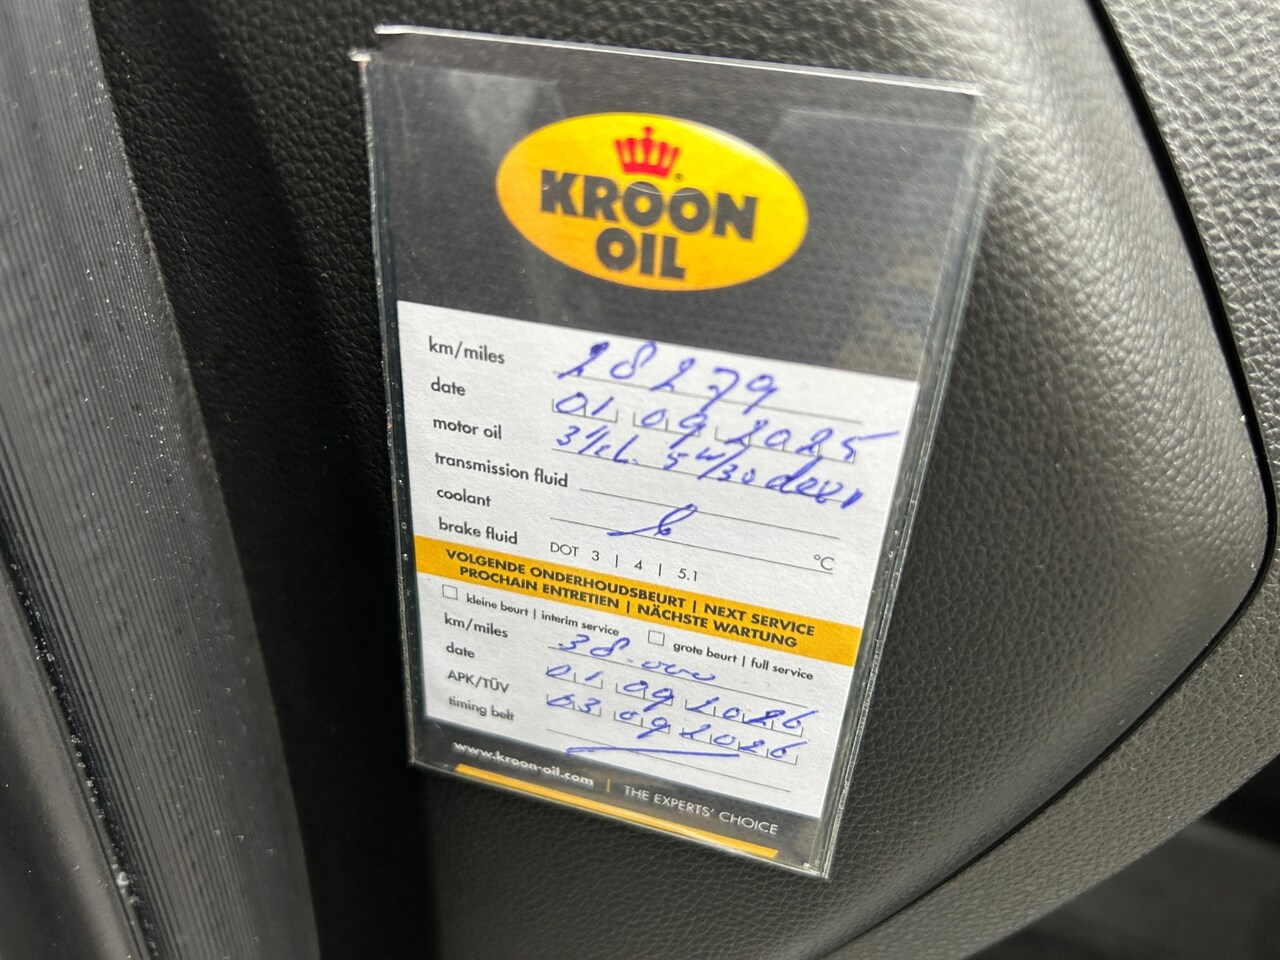 KROON
OIL
km/miles 28279
date 01 09 2025
motor oil 5W/30
transmission fluid
coolant °C
brake fluid DOT 3 | 4 | 5.1
VOLGENDE ONDERHOUDSBEURT | NEXT SERVICE
PROCHAIN ENTRETIEN | NÄCHSTE WARTUNG
kleine beurt | interim service grote beurt | full service
km/miles 38.000
date 01 09 2026
APK/TÜV 03 09 2026
timing belt
www.kroon-oil.com | THE EXPERTS' CHOICE